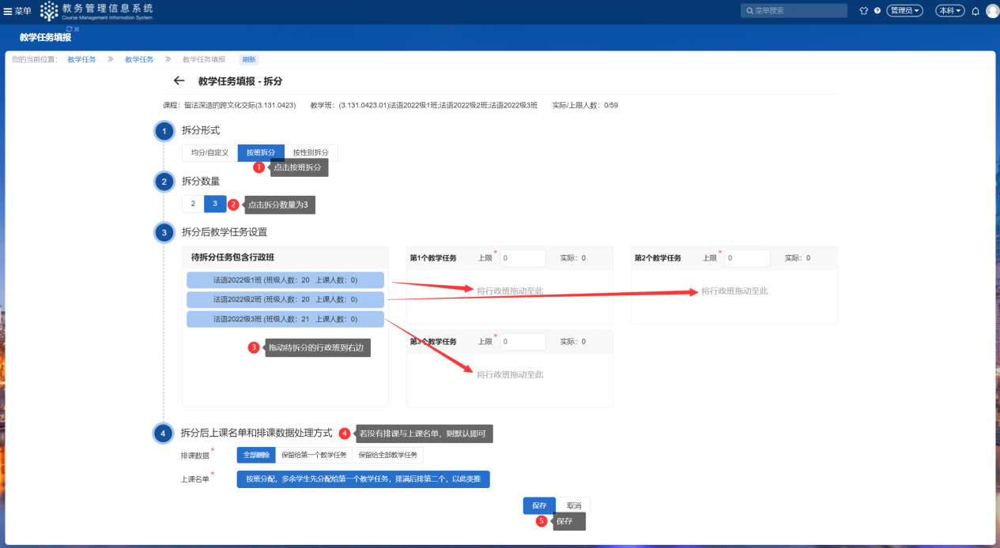 菜单 教务管理信息系统 菜单搜索 管理员 本科
Course Management Information System
教学任务填报
您的当前位置: 教学任务 教学任务 教学任务填报 刷新
教学任务填报 - 拆分
课程: 留法深造的跨文化交际(3.131.0423) 教学班: (3.131.0423.01)法语2022级1班;法语2022级2班;法语2022级3班 实际/上限人数: 0/59
1 拆分形式
均分/自定义 按班拆分 按性别拆分
1 点击按班拆分
2 拆分数量
2 3 2 点击拆分数量为3
3 拆分后教学任务设置
待拆分任务包含行政班 第1个教学任务 上限* 0 实际: 0 第2个教学任务 上限* 0 实际: 0
法语2022级1班 (班级人数: 20 上课人数: 0)
将行政班拖动至此 将行政班拖动至此
法语2022级2班 (班级人数: 20 上课人数: 0)
法语2022级3班 (班级人数: 21 上课人数: 0)
第3个教学任务 上限* 0 实际: 0
3 拖动待拆分的行政班到右边
将行政班拖动至此
4 拆分后上课名单和排课数据处理方式 4 若没有排课与上课名单，则默认即可
排课数据* 全部删除 保留给第一个教学任务 保留给全部教学任务
上课名单* 按班分配，多余学生先分配给第一个教学任务，排满后排第二个，以此类推
保存 取消
5 保存